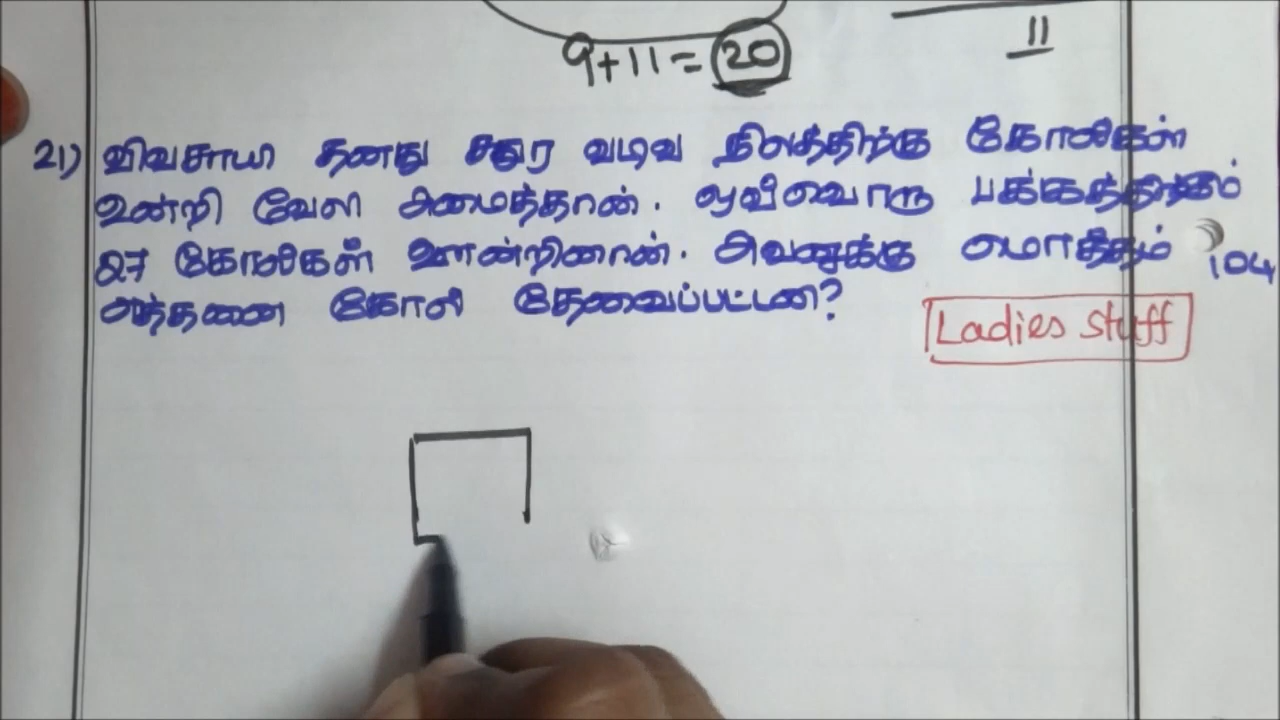 9+11 = 20
11
21) விவசாயி தனது சதுர வடிவ நிலத்திற்கு கோலிகள்
ஊன்றி வேலி அமைத்தான். ஒவ்வொரு பக்கத்திற்கும்
27 கோலிகள் ஊன்றினான். அவனுக்கு மொத்தம் 104
எத்தனை கோலி தேவைப்பட்டன?
Ladies stuff